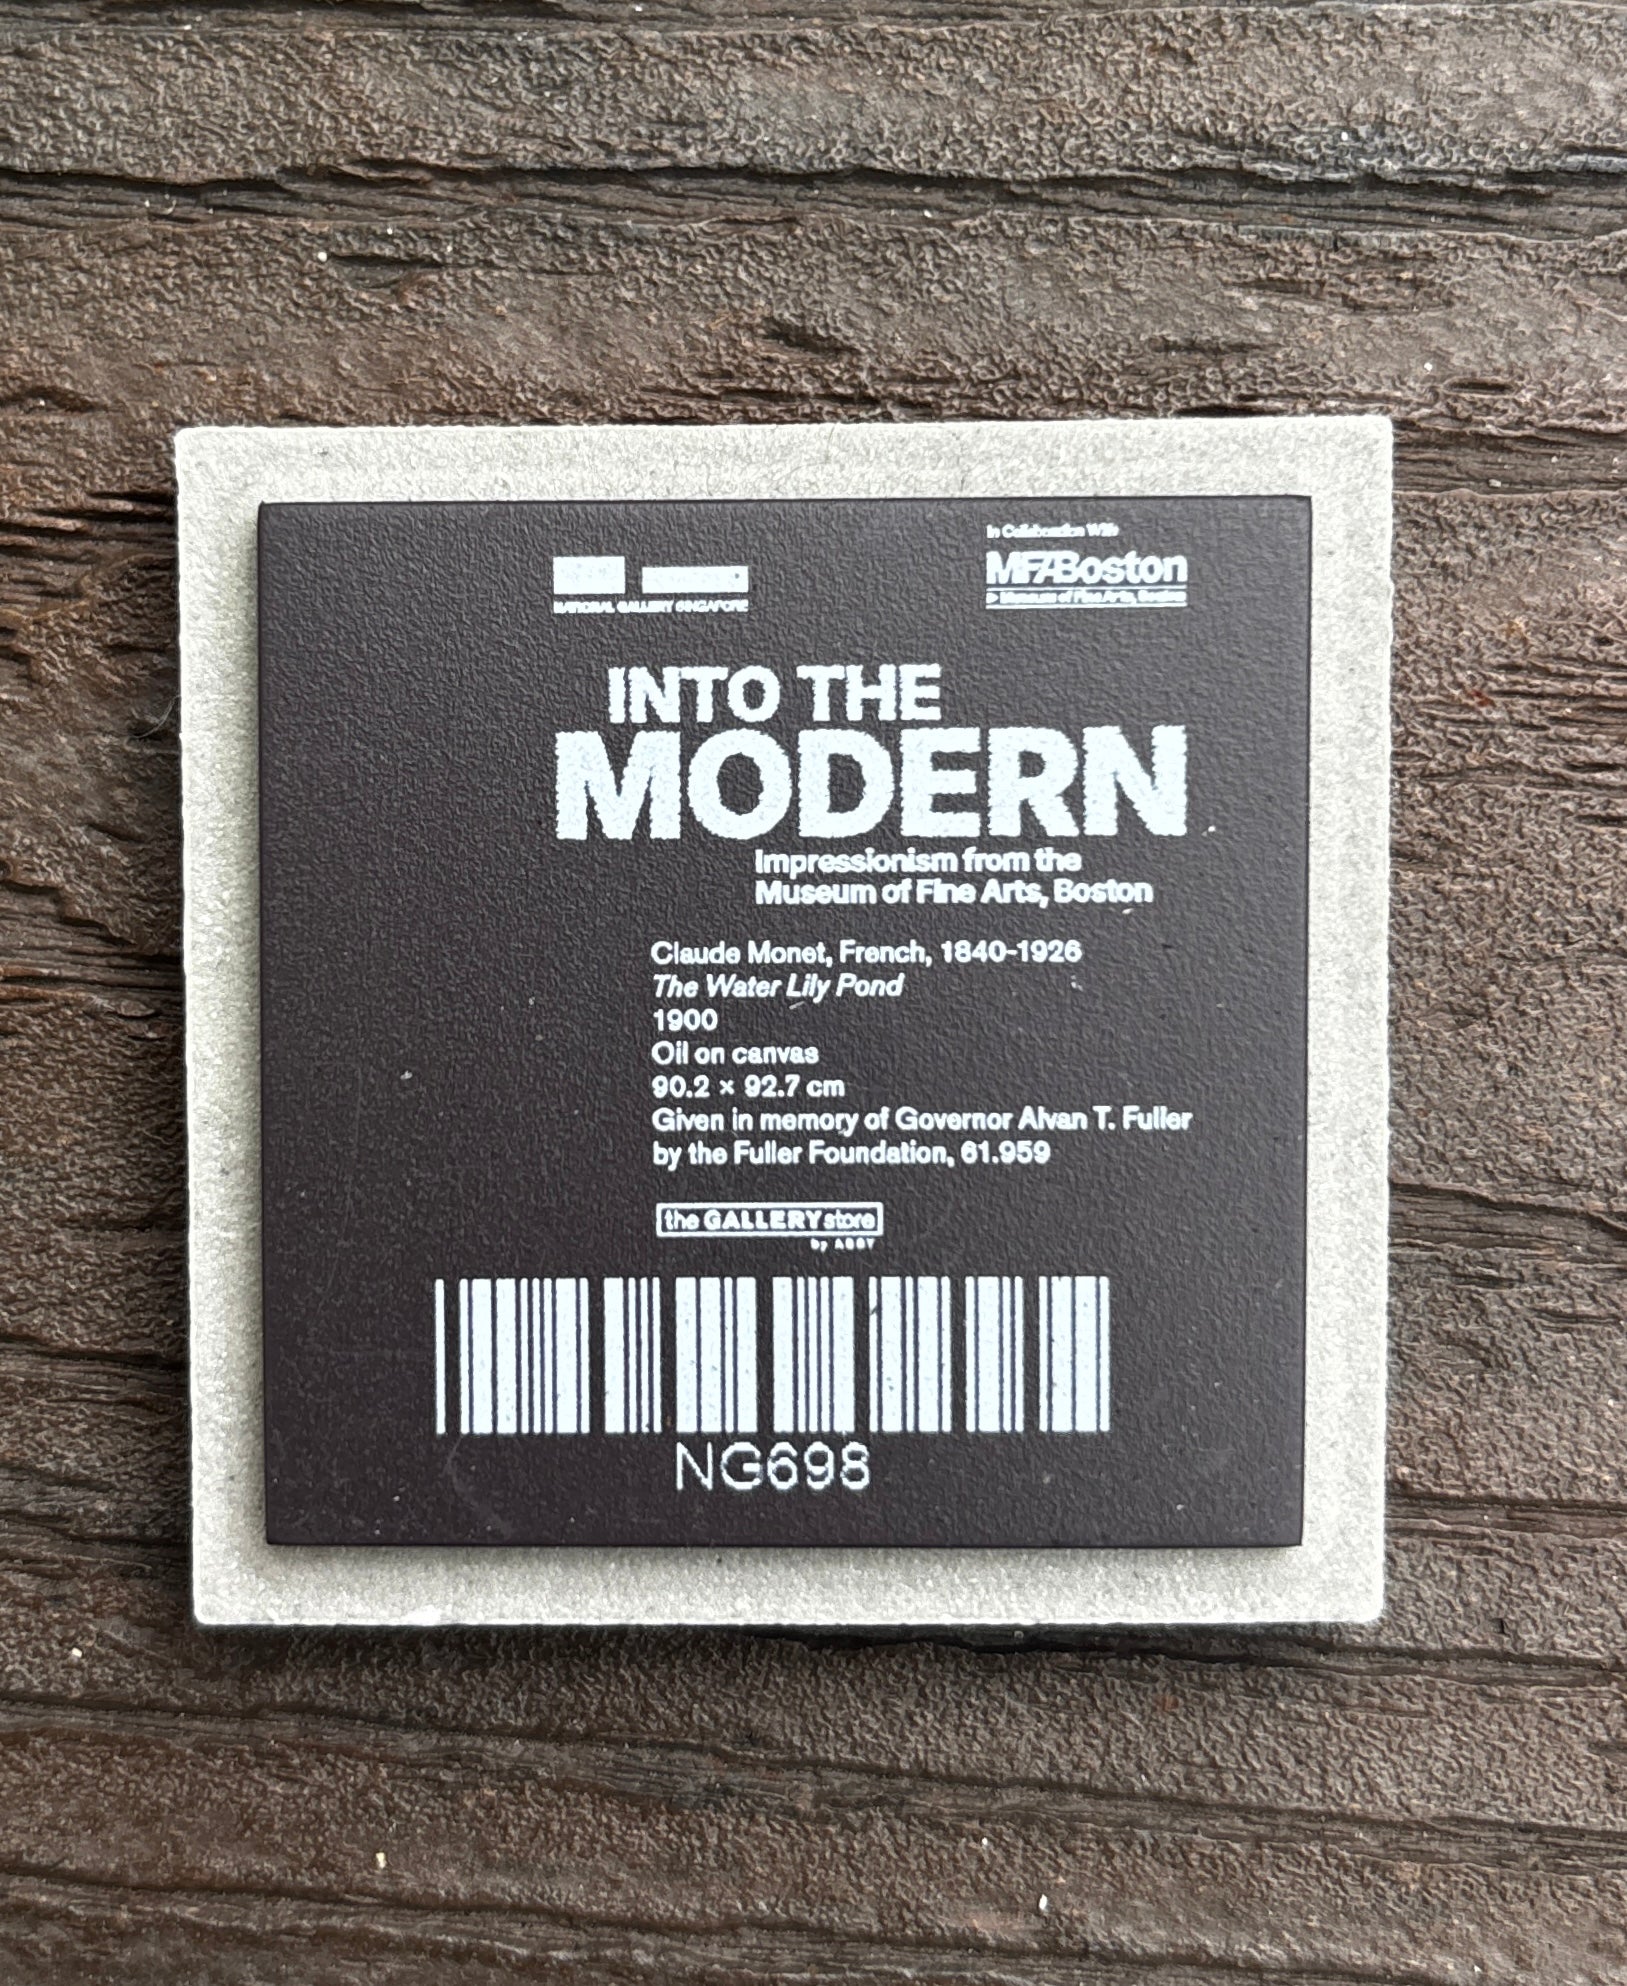 NATIONAL GALLERY SINGAPORE
In Collaboration With
MFABoston
Museum of Fine Arts, Boston
INTO THE
MODERN
Impressionism from the
Museum of Fine Arts, Boston
Claude Monet, French, 1840-1926
The Water Lily Pond
1900
Oil on canvas
90.2 × 92.7 cm
Given in memory of Governor Alvan T. Fuller
by the Fuller Foundation, 61.959
the GALLERY store
by ABRY
NG698